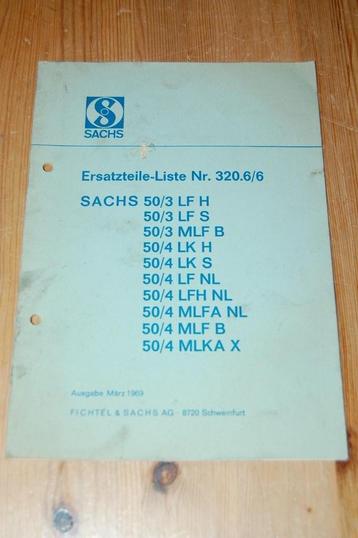 SACHS
Ersatzteile-Liste Nr. 320.6/6
SACHS 50/3 LF H
50/3 LF S
50/3 MLF B
50/4 LK H
50/4 LK S
50/4 LF NL
50/4 LFH NL
50/4 MLFA NL
50/4 MLF B
50/4 MLKA X
Ausgabe März 1969
FICHTEL & SACHS AG · 8720 Schweinfurt